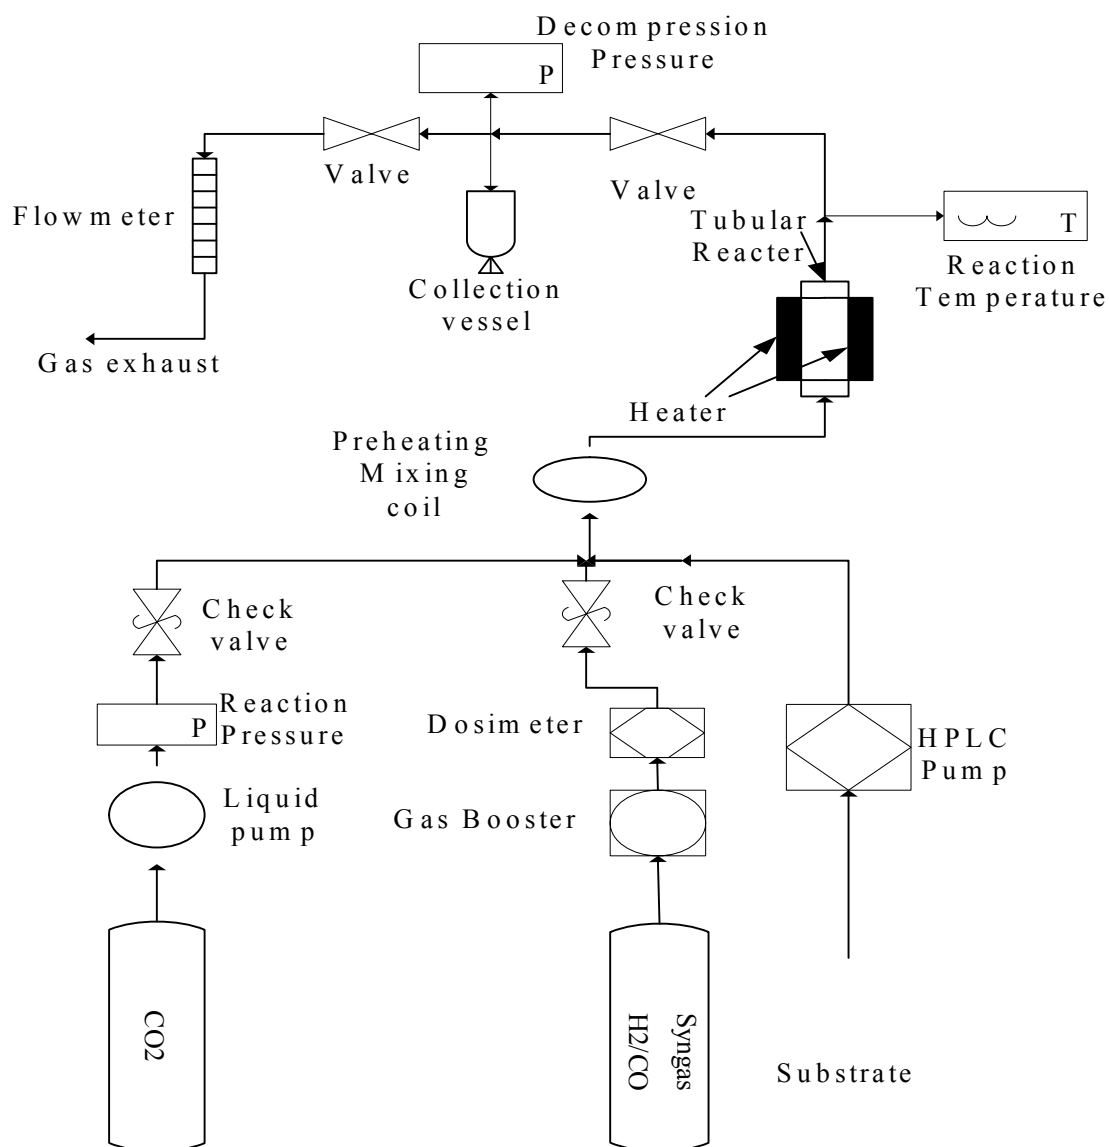 Decompression
Pressure
P
Valve
Valve
Flowmeter
Tubular
Reacter
T
Reaction
Temperature
Collection
vessel
Gas exhaust
Heater
Preheating
Mixing
coil
Check
valve
Check
valve
Reaction
Pressure
P
Dosimeter
HPLC
Pump
Liquid
pump
Gas Booster
CO2
Syngas
H2/CO
Substrate